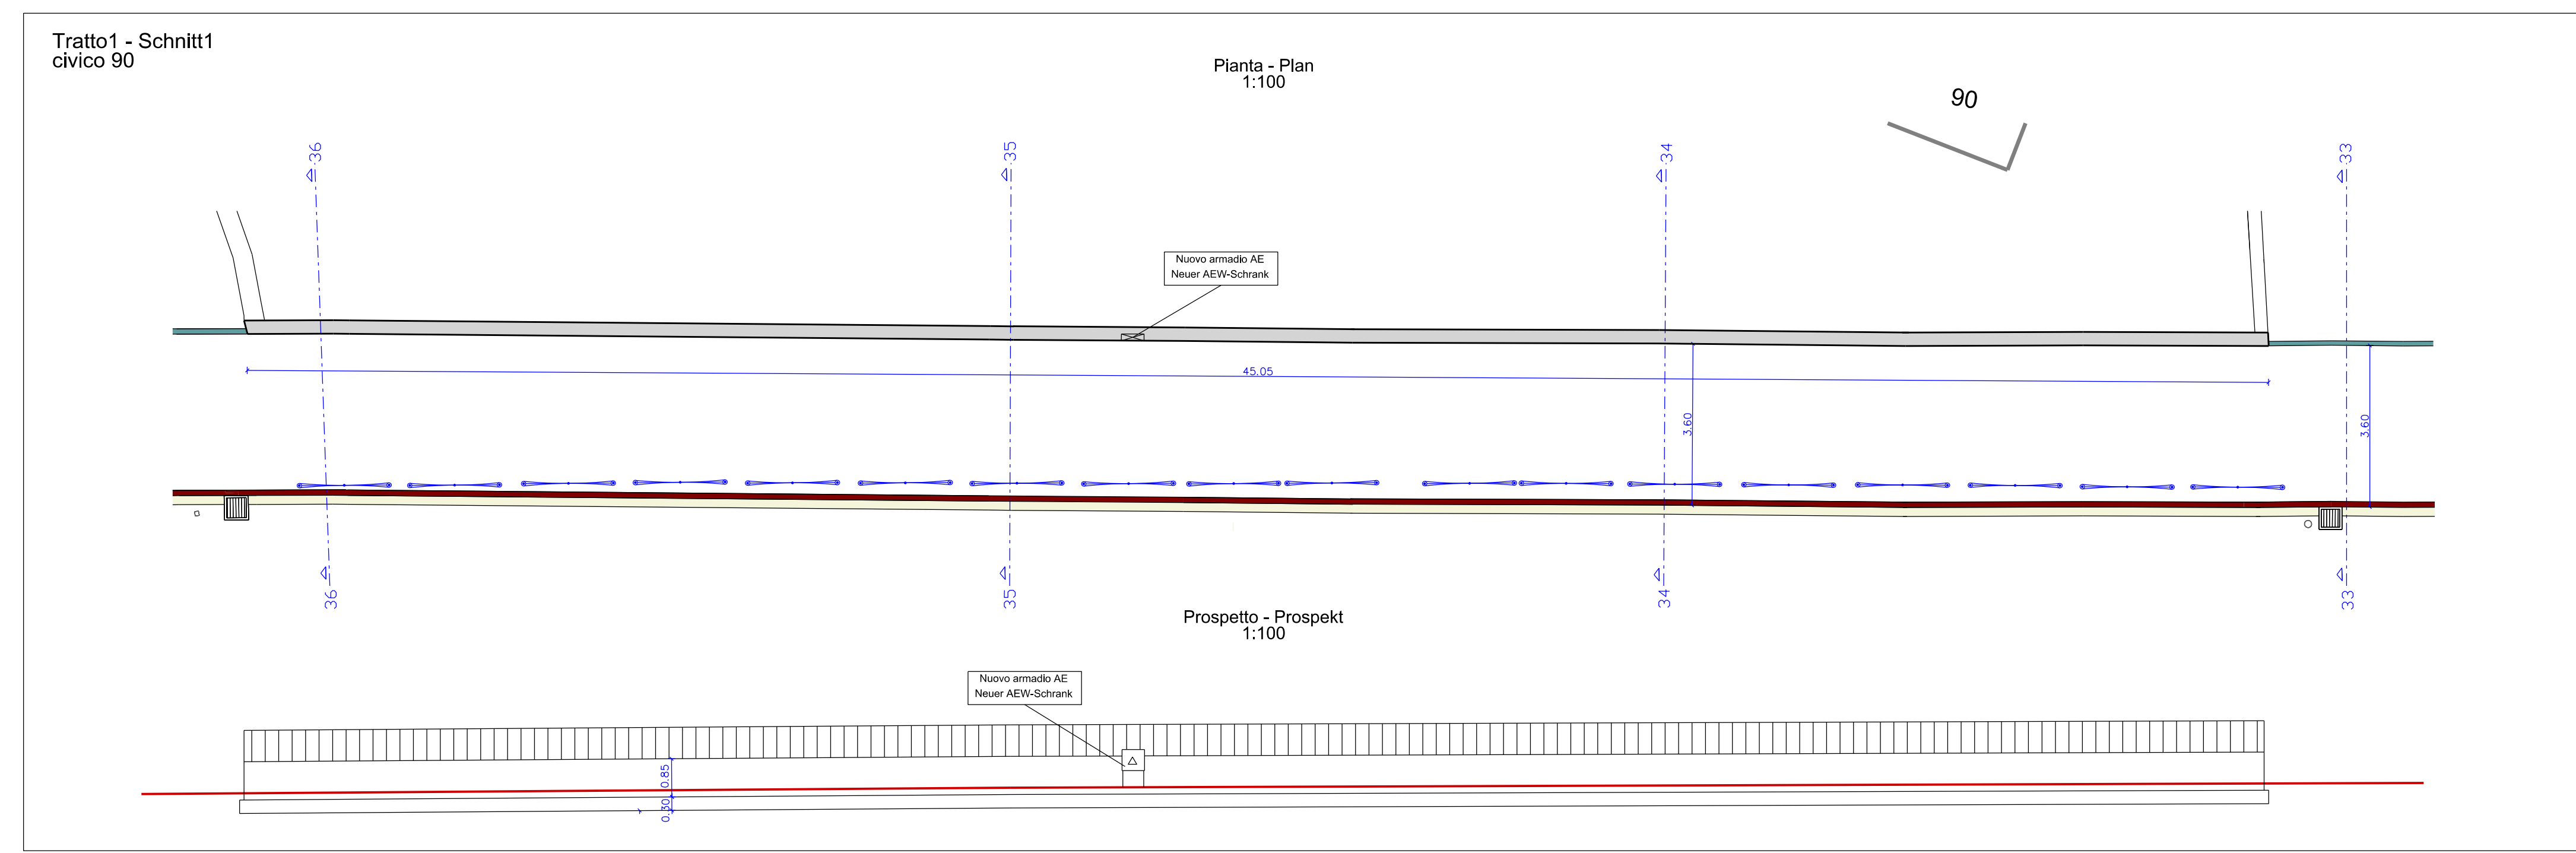 Tratto1 - Schnitt1
civico 90
Pianta - Plan
1:100
90
36
35
34
33
Nuovo armadio AE
Neuer AEW-Schrank
45.05
3.60
3.60
36
35
34
33
Prospetto - Prospekt
1:100
Nuovo armadio AE
Neuer AEW-Schrank
0.85
0.30